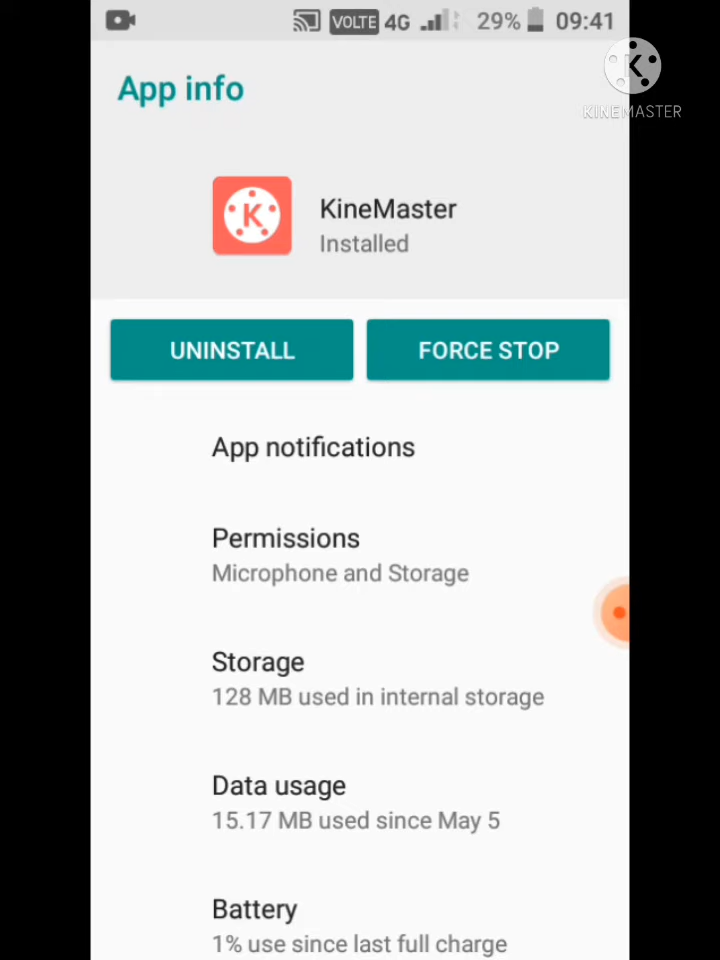 VOLTE 4G 29% 09:41
App info
K
KINEMASTER
K
KineMaster
Installed
UNINSTALL
FORCE STOP
App notifications
Permissions
Microphone and Storage
Storage
128 MB used in internal storage
Data usage
15.17 MB used since May 5
Battery
1% use since last full charge